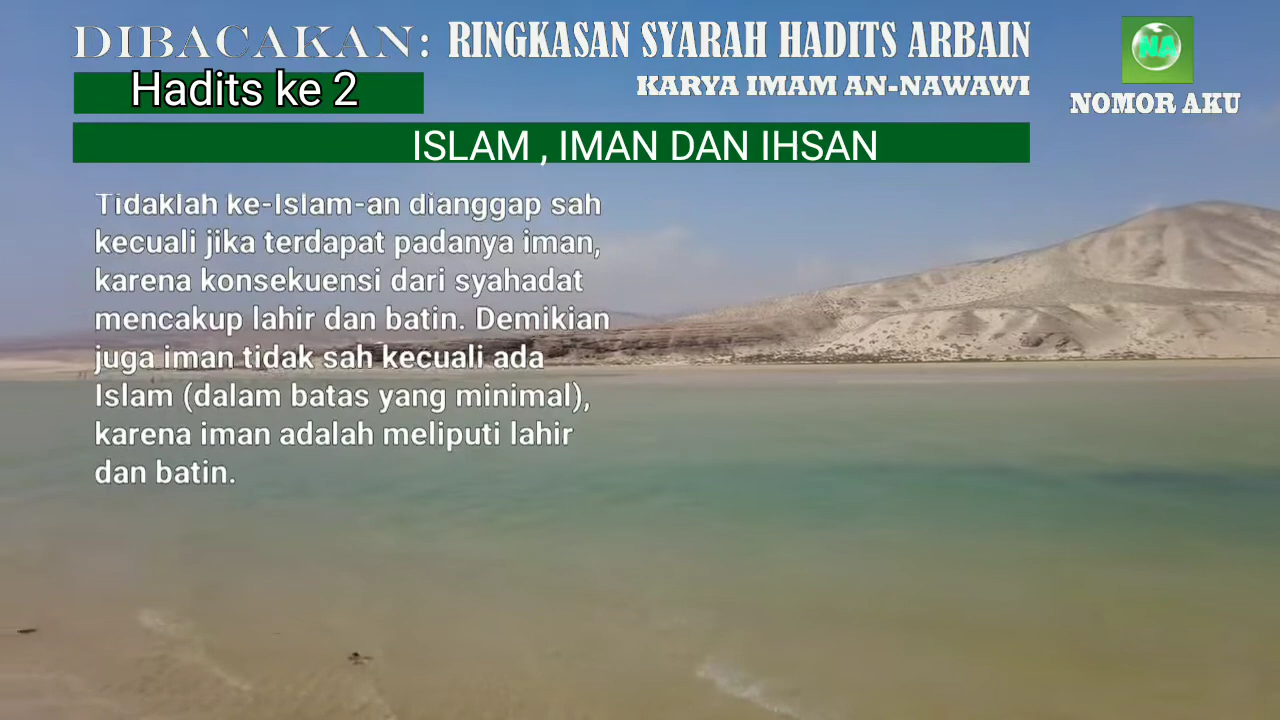 DIBACAKAN: RINGKASAN SYARAH HADITS ARBAIN
KARYA IMAM AN-NAWAWI
NA
NOMOR AKU
Hadits ke 2
ISLAM , IMAN DAN IHSAN
Tidaklah ke-Islam-an dianggap sah
kecuali jika terdapat padanya iman,
karena konsekuensi dari syahadat
mencakup lahir dan batin. Demikian
juga iman tidak sah kecuali ada
Islam (dalam batas yang minimal),
karena iman adalah meliputi lahir
dan batin.